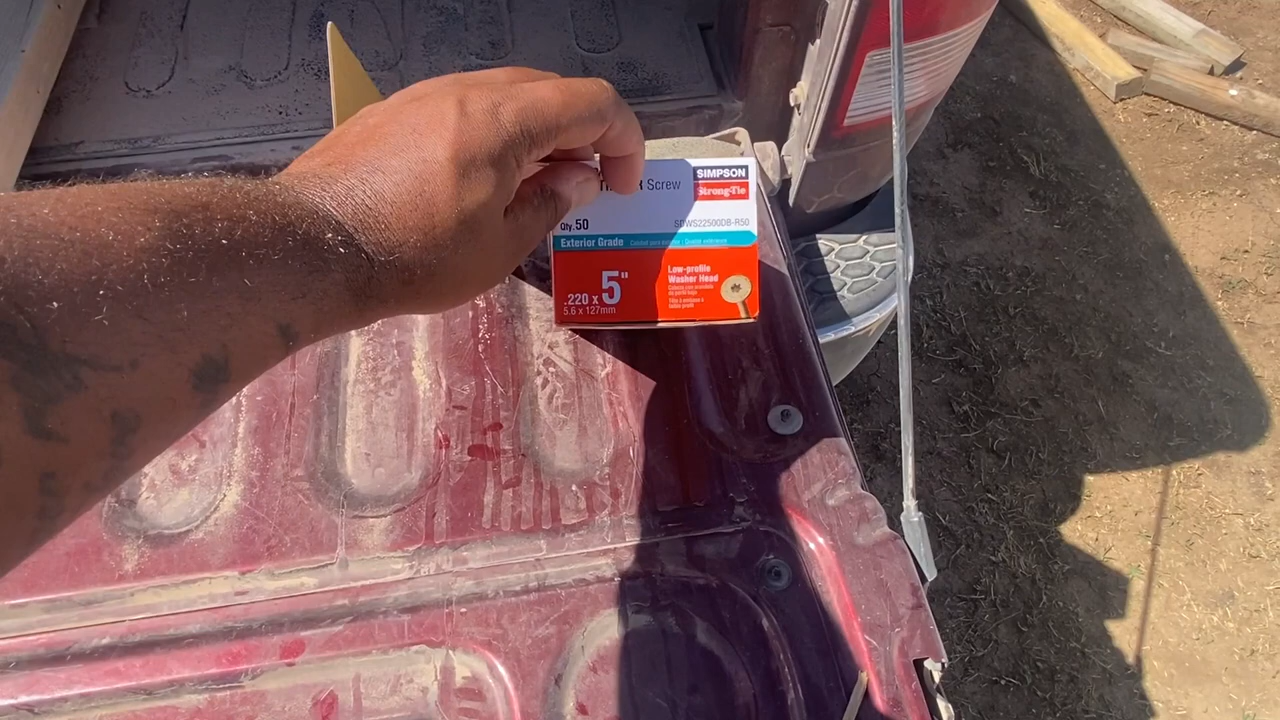 Screw
SIMPSON
Strong-Tie
Qty. 50
SDWS22500DB-R50
Exterior Grade
.220 x 5"
5.6 x 127mm
Low-profile
Washer Head